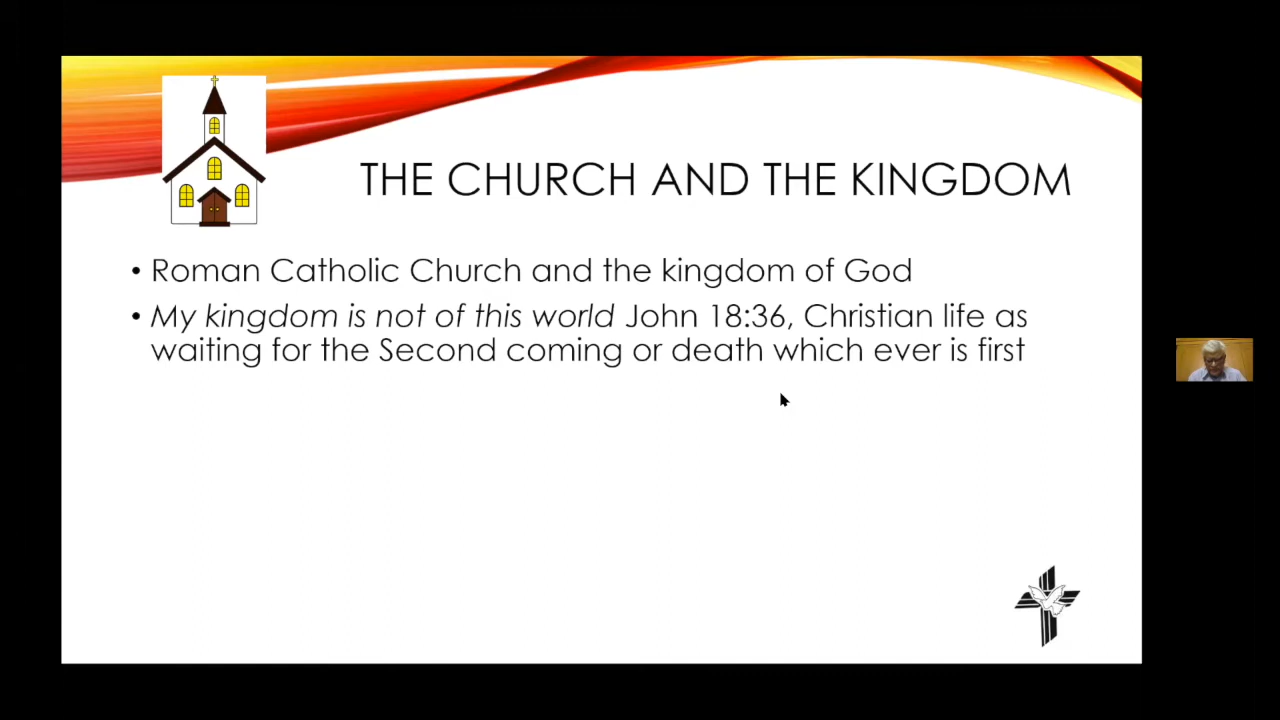 THE CHURCH AND THE KINGDOM
• Roman Catholic Church and the kingdom of God
• My kingdom is not of this world John 18:36, Christian life as
waiting for the Second coming or death which ever is first